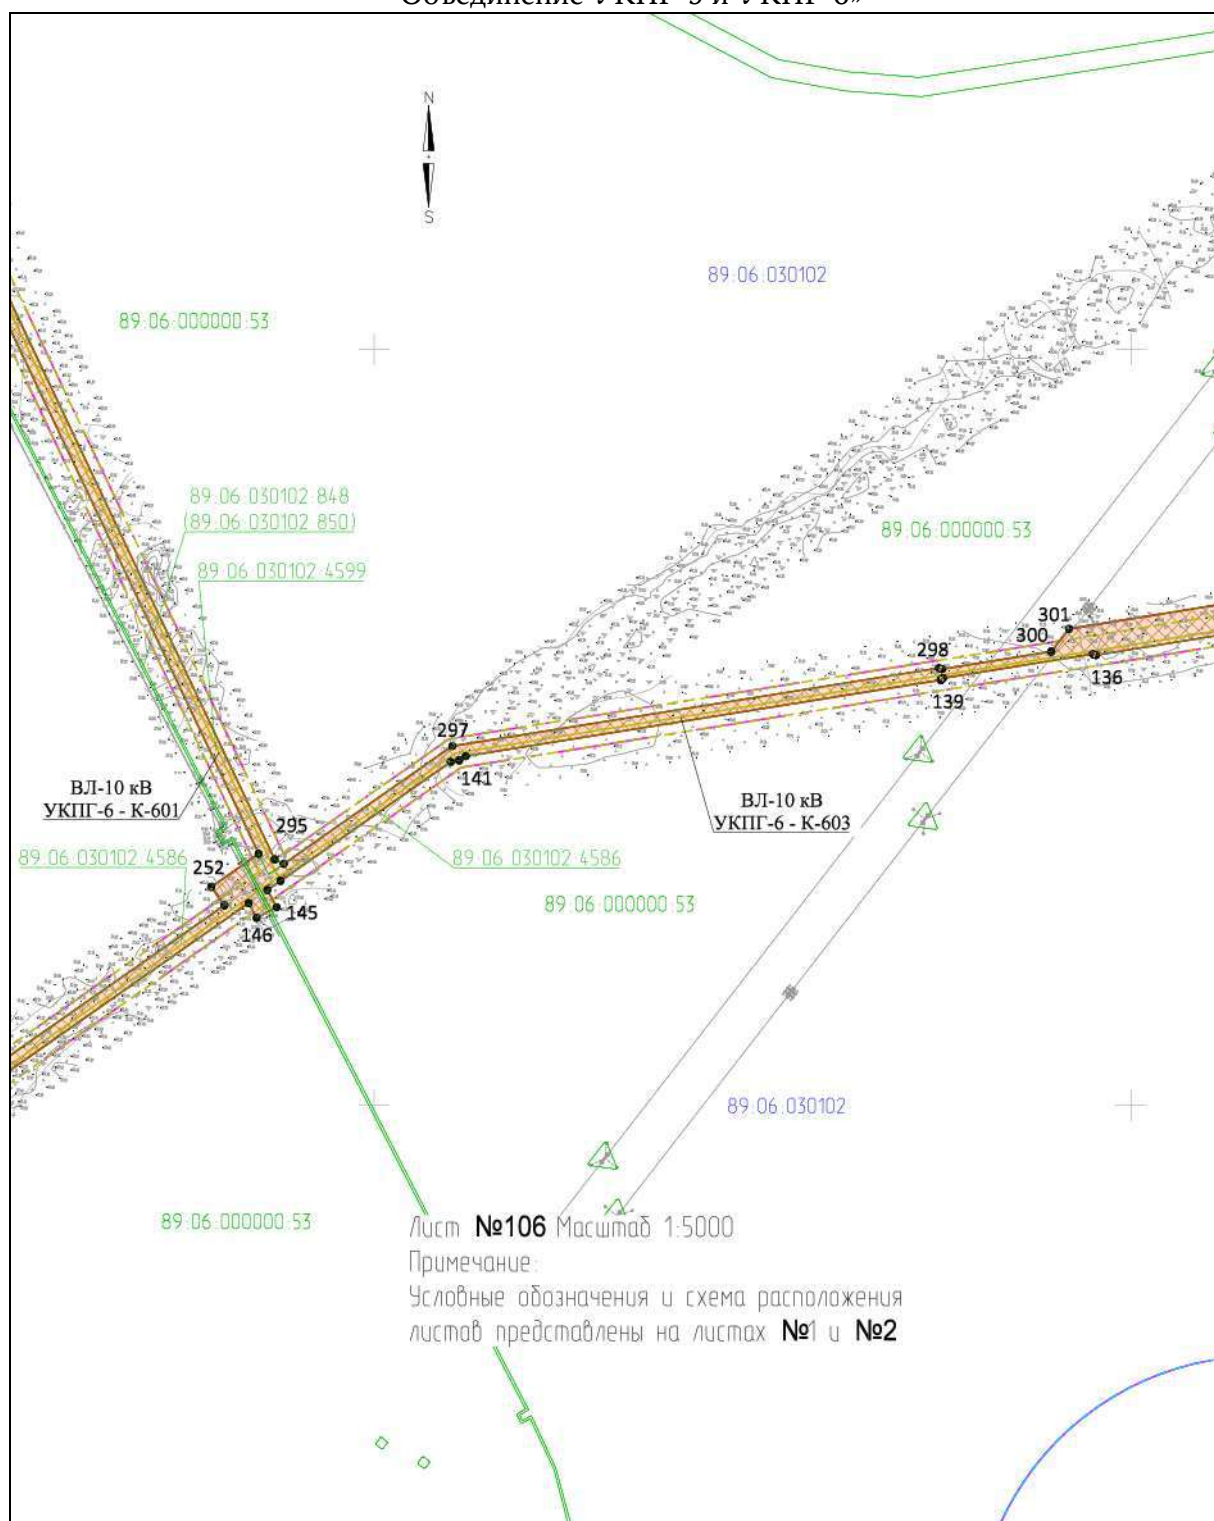 Объединение УКПГ-5 и УКПГ-6»
N
S
89:06:030102
89:06:000000:53
89:06:030102:848
(89:06:030102:850)
89:06:000000:53
89:06:030102:4599
301
300
298
136
139
297
141
ВЛ-10 кВ
УКПГ-6 - К-601
ВЛ-10 кВ
УКПГ-6 - К-603
295
89:06:030102:4586
252
89:06:030102:4586
89:06:000000:53
145
146
89:06:030102
89:06:000000:53
Лист №106 Масштаб 1:5000
Примечание:
Условные обозначения и схема расположения
листов представлены на листах №1 и №2